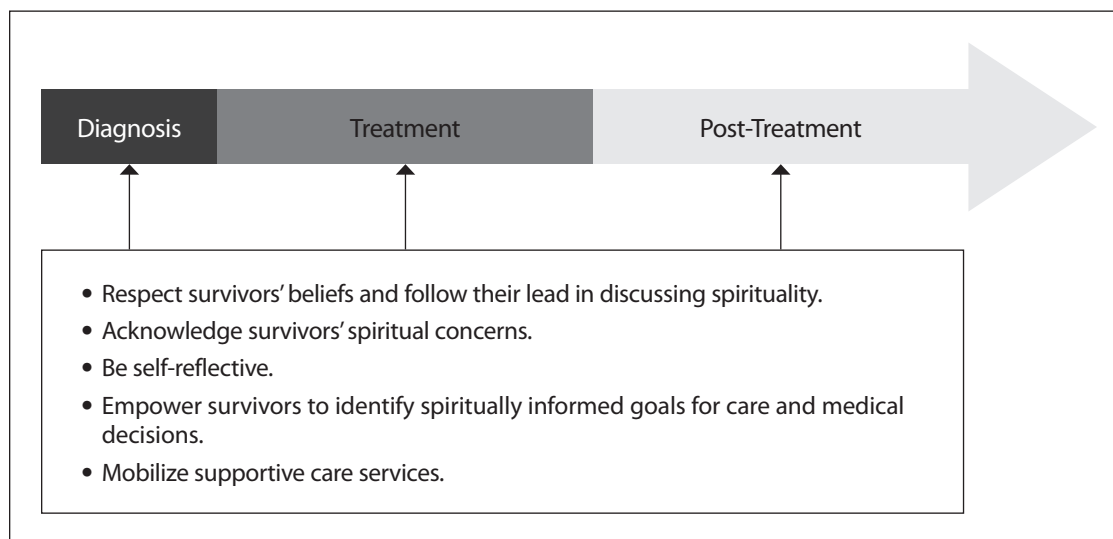 Diagnosis
Treatment
Post-Treatment
• Respect survivors’ beliefs and follow their lead in discussing spirituality.
• Acknowledge survivors’ spiritual concerns.
• Be self-reflective.
• Empower survivors to identify spiritually informed goals for care and medical
decisions.
• Mobilize supportive care services.